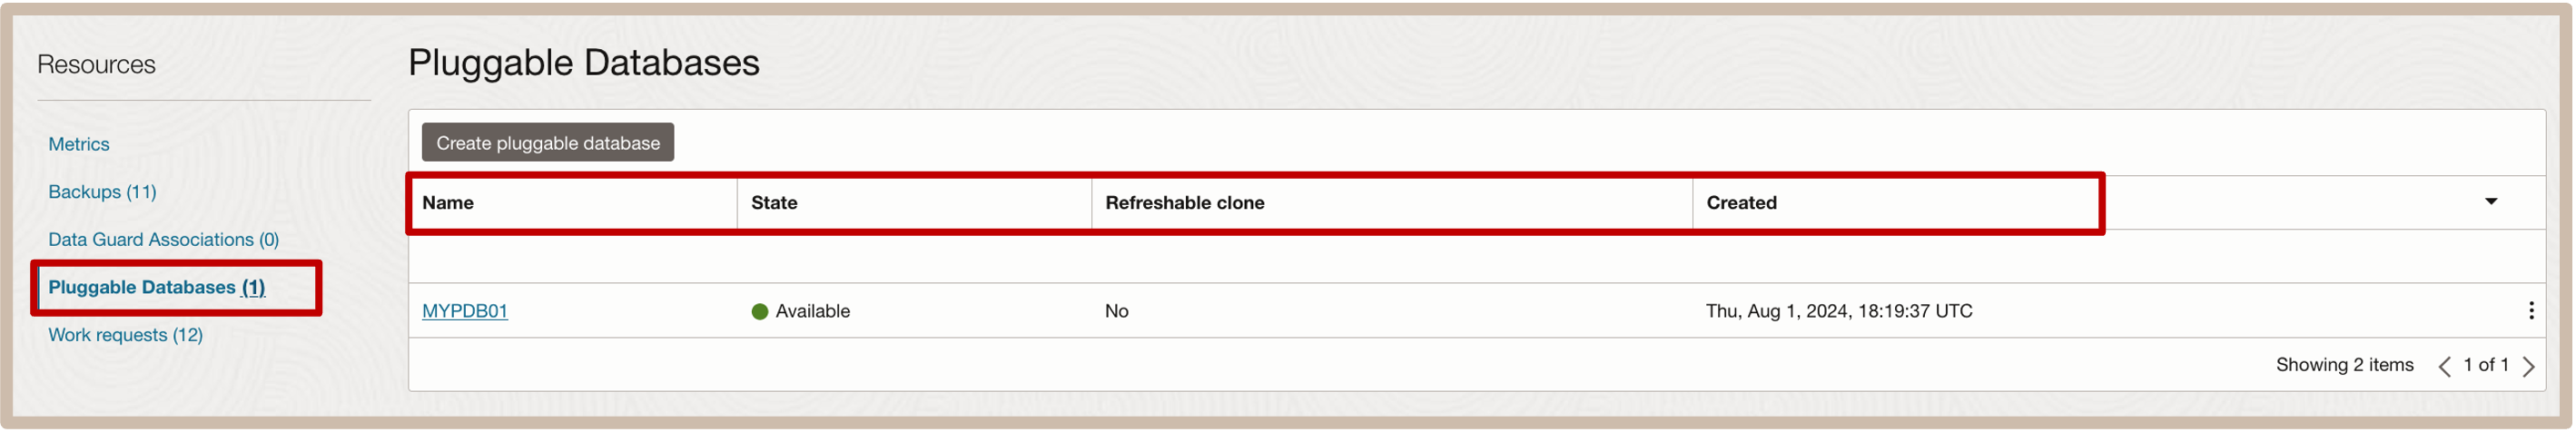 Resources
Metrics
Backups (11)
Data Guard Associations (0)
Pluggable Databases (1)
Work requests (12)
Pluggable Databases
Create pluggable database
Name State Refreshable clone Created
MYPDB01 Available No Thu, Aug 1, 2024, 18:19:37 UTC
Showing 2 items 1 of 1